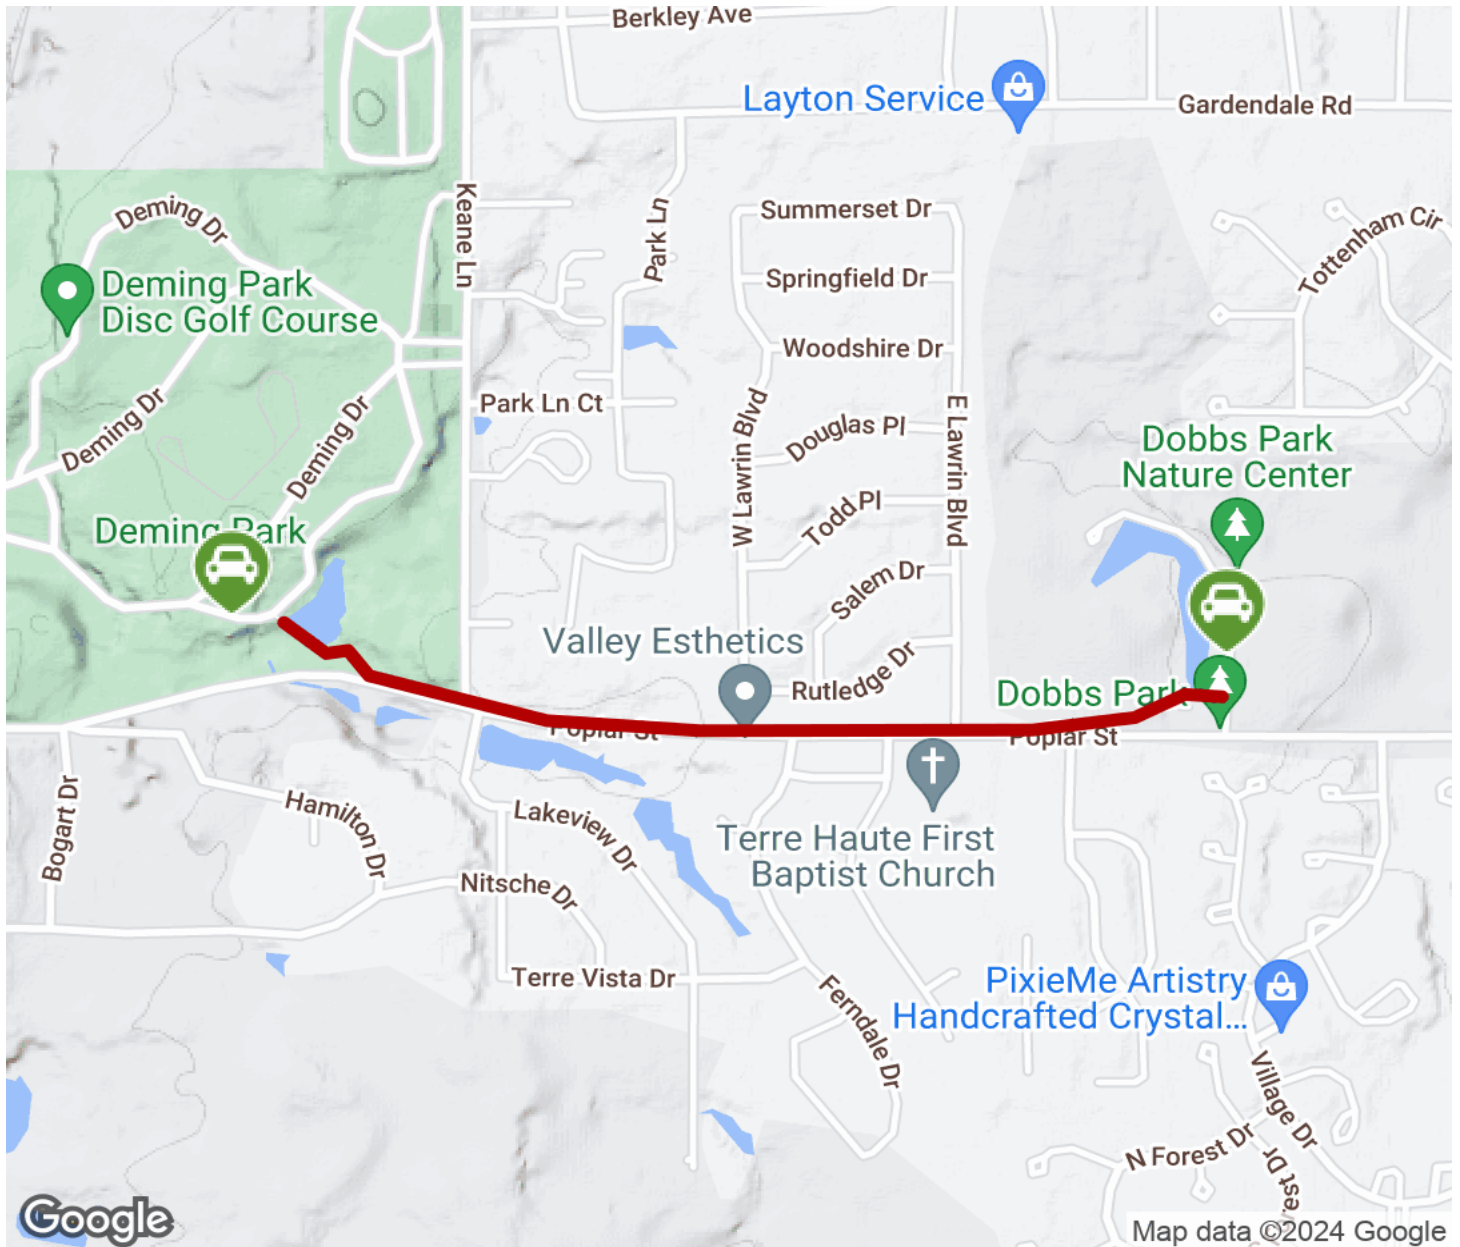 Berkley Ave
Layton Service
Gardendale Rd
Keane Ln
Deming Dr
Park Ln
Summerset Dr
Tottenham Cir
Deming Park
Disc Golf Course
Springfield Dr
Woodshire Dr
Deming Dr
Deming Dr
Park Ln Ct
W Lawrin Blvd
Douglas Pl
E Lawrin Blvd
Dobbs Park
Nature Center
Todd Pl
Deming Park
Salem Dr
Valley Esthetics
Rutledge Dr
Dobbs Park
Poplar St
Poplar St
Bogart Dr
Hamilton Dr
Lakeview Dr
Terre Haute First
Baptist Church
Nitsche Dr
Terre Vista Dr
Ferndale Dr
PixieMe Artistry
Handcrafted Crystal...
Village Dr
N Forest Dr
est Dr
Google
Map data ©2024 Google